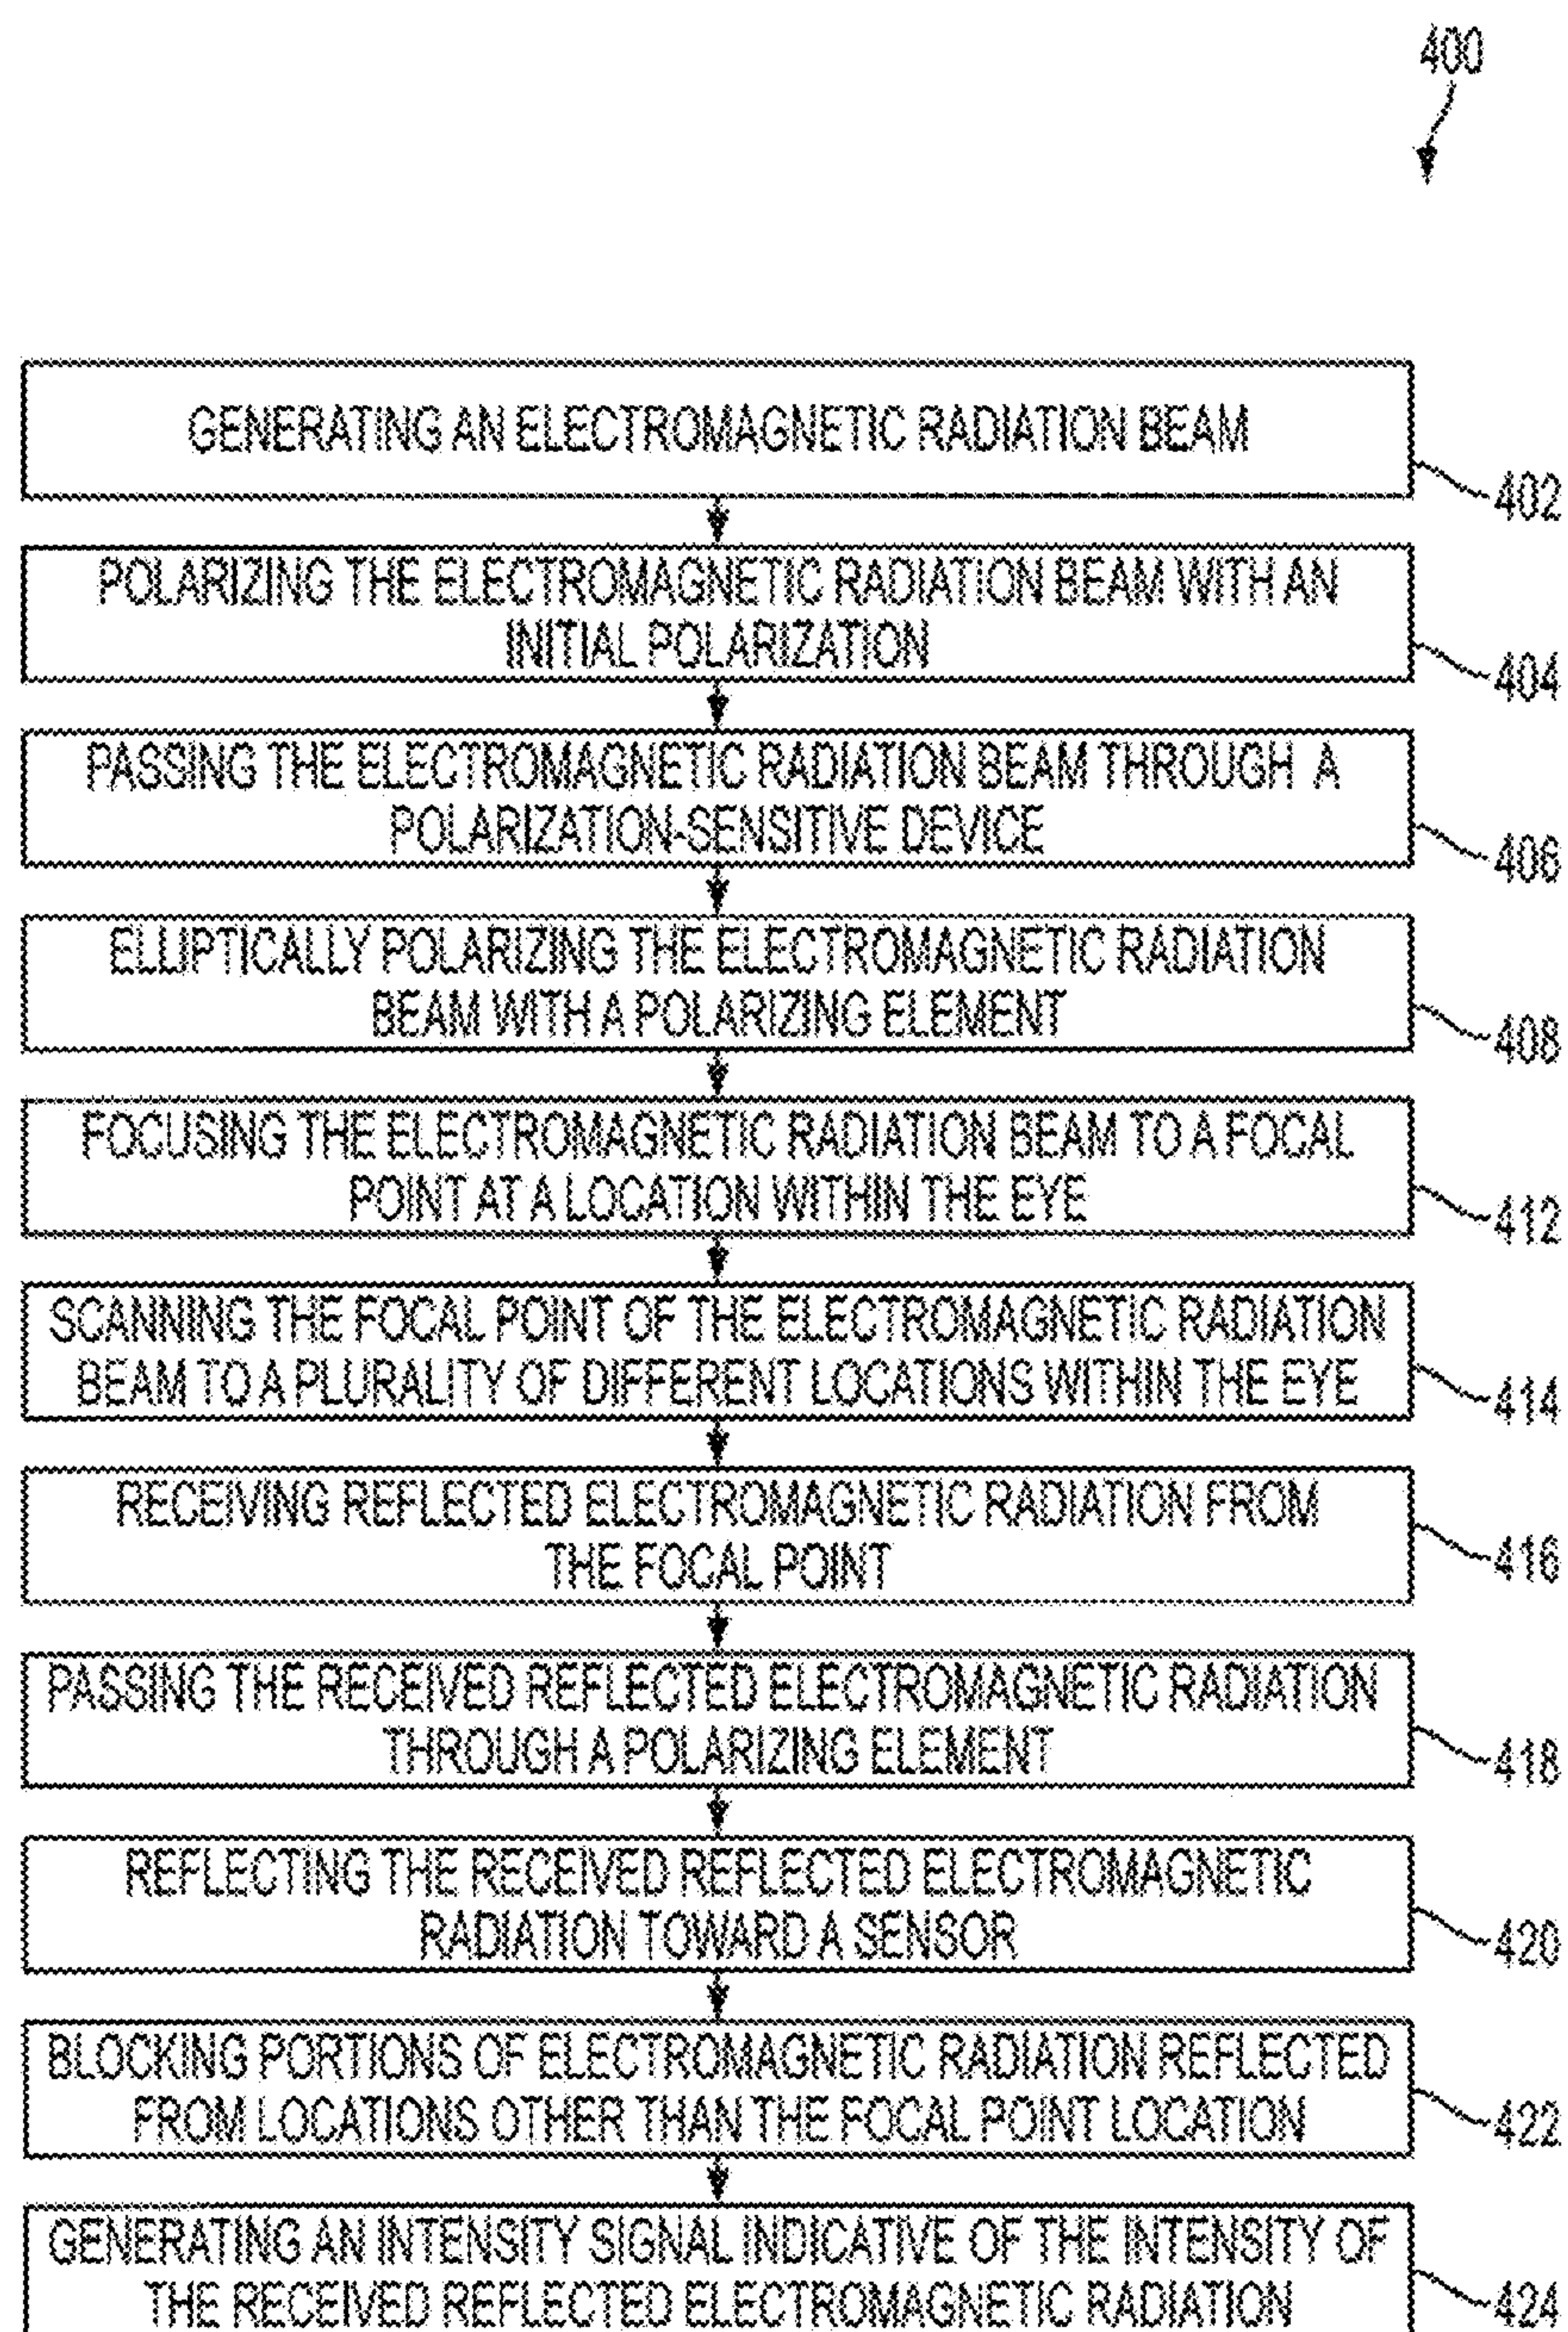 400
GENERATING AN ELECTROMAGNETIC RADIATION BEAM
402
POLARIZING THE ELECTROMAGNETIC RADIATION BEAM WITH AN
INITIAL POLARIZATION
404
PASSING THE ELECTROMAGNETIC RADIATION BEAM THROUGH A
POLARIZATION-SENSITIVE DEVICE
406
ELLIPTICALLY POLARIZING THE ELECTROMAGNETIC RADIATION
BEAM WITH A POLARIZING ELEMENT
408
FOCUSING THE ELECTROMAGNETIC RADIATION BEAM TO A FOCAL
POINT AT A LOCATION WITHIN THE EYE
412
SCANNING THE FOCAL POINT OF THE ELECTROMAGNETIC RADIATION
BEAM TO A PLURALITY OF DIFFERENT LOCATIONS WITHIN THE EYE
414
RECEIVING REFLECTED ELECTROMAGNETIC RADIATION FROM
THE FOCAL POINT
416
PASSING THE RECEIVED REFLECTED ELECTROMAGNETIC RADIATION
THROUGH A POLARIZING ELEMENT
418
REFLECTING THE RECEIVED REFLECTED ELECTROMAGNETIC
RADIATION TOWARD A SENSOR
420
BLOCKING PORTIONS OF ELECTROMAGNETIC RADIATION REFLECTED
FROM LOCATIONS OTHER THAN THE FOCAL POINT LOCATION
422
GENERATING AN INTENSITY SIGNAL INDICATIVE OF THE INTENSITY OF
THE RECEIVED REFLECTED ELECTROMAGNETIC RADIATION
424